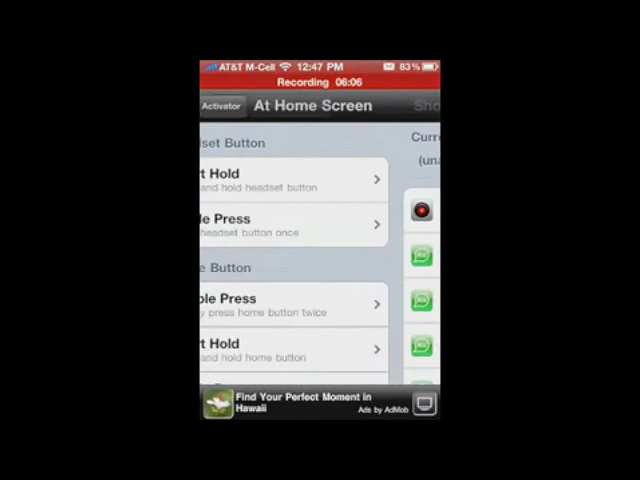 AT&T M-Cell 12:47 PM 83%
Recording 06:06
Activator At Home Screen Sho
lset Button Curre
(una
t Hold
and hold headset button
le Press
headset button once
e Button
ble Press
y press home button twice
t Hold
and hold home button
Find Your Perfect Moment in
Hawaii
Ads by AdMob